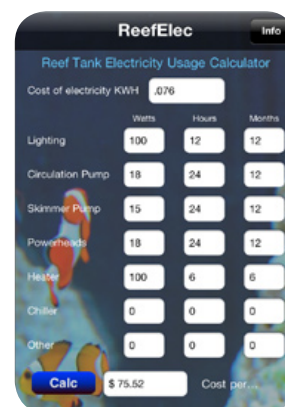 ReefElec Info
Reef Tank Electricity Usage Calculator
Cost of electricity KWH .076
Watts Hours Months
Lighting 100 12 12
Circulation Pump 18 24 12
Skimmer Pump 15 24 12
Powerheads 18 24 12
Heater 100 6 6
Chiller 0 0 0
Other 0 0 0
Calc $ 75.52 Cost per...